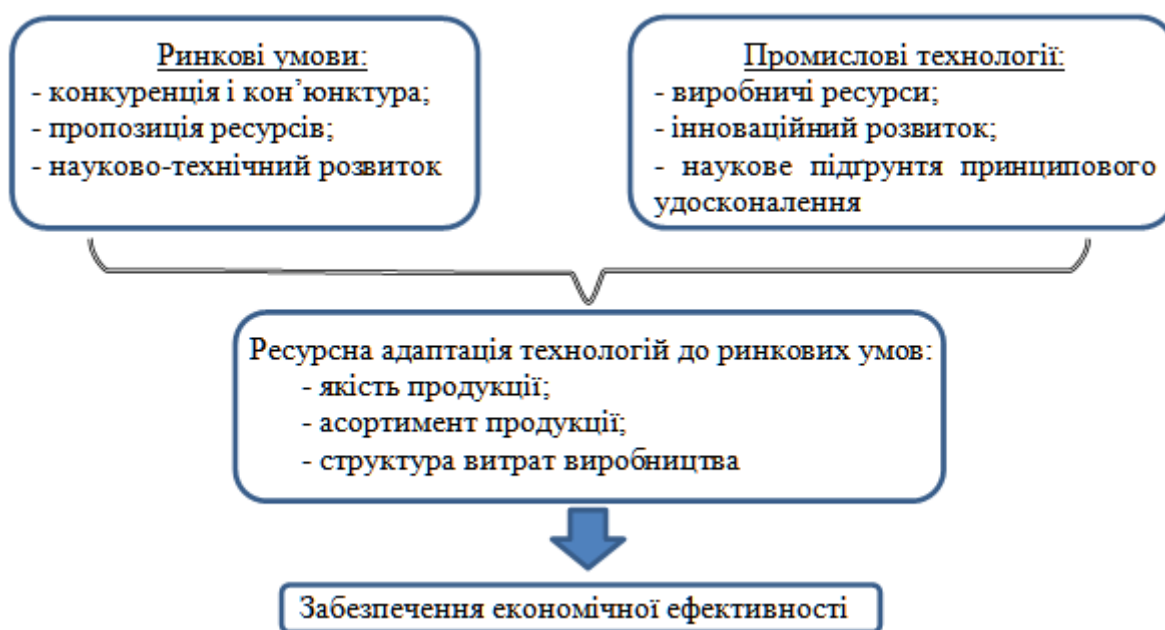 Ринкові умови:
- конкуренція і кон’юнктура;
- пропозиція ресурсів;
- науково-технічний розвиток
Промислові технології:
- виробничі ресурси;
- інноваційний розвиток;
- наукове підґрунтя принципового
удосконалення
Ресурсна адаптація технологій до ринкових умов:
- якість продукції;
- асортимент продукції;
- структура витрат виробництва
Забезпечення економічної ефективності